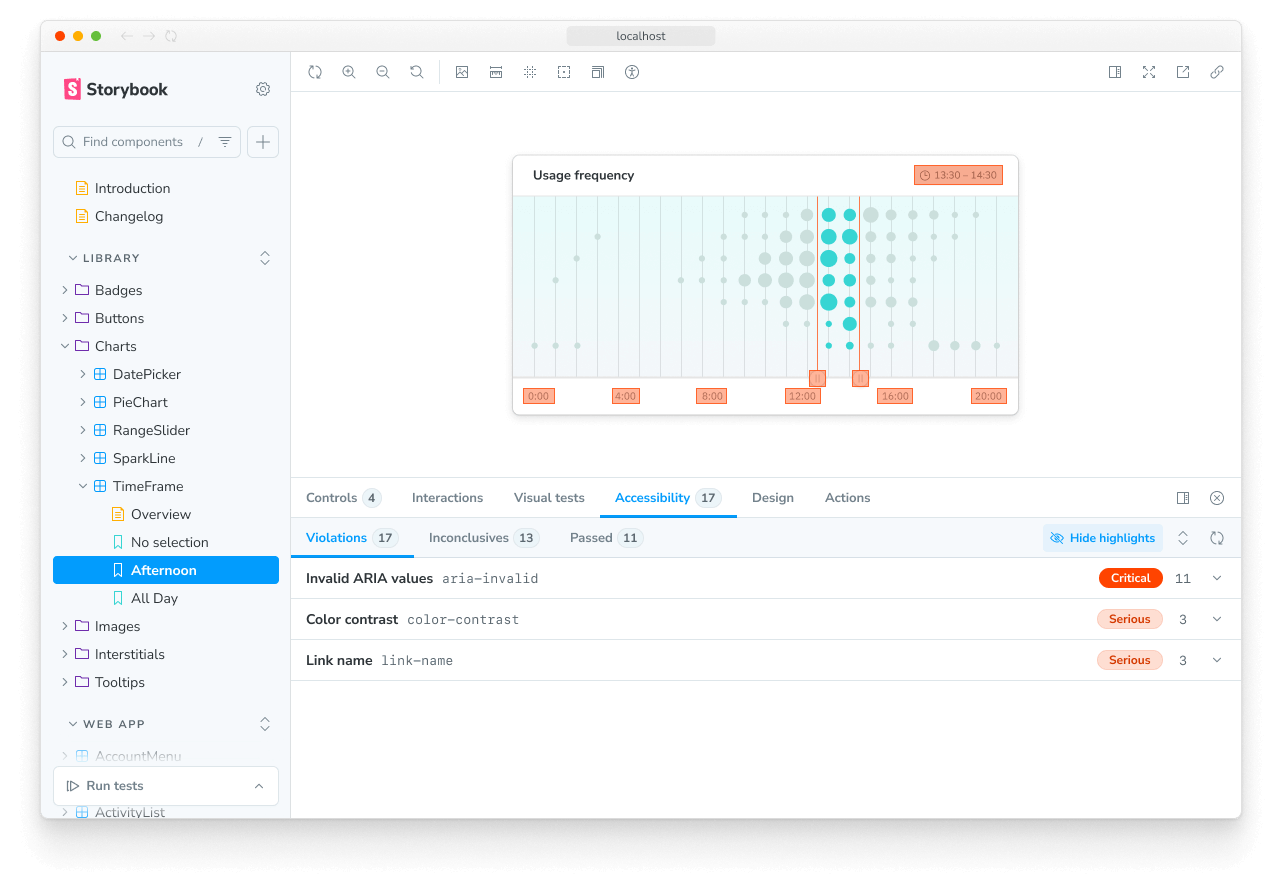 localhost
Storybook
Find components /
Introduction
Changelog
LIBRARY
Badges
Buttons
Charts
DatePicker
PieChart
RangeSlider
SparkLine
TimeFrame
Overview
No selection
Afternoon
All Day
Images
Interstitials
Tooltips
WEB APP
AccountMenu
Run tests
ActivityList
Usage frequency
13:30 – 14:30
0:00 4:00 8:00 12:00 16:00 20:00
Controls 4 Interactions Visual tests Accessibility 17 Design Actions
Violations 17 Inconclusives 13 Passed 11 Hide highlights
Invalid ARIA values aria-invalid Critical 11
Color contrast color-contrast Serious 3
Link name link-name Serious 3